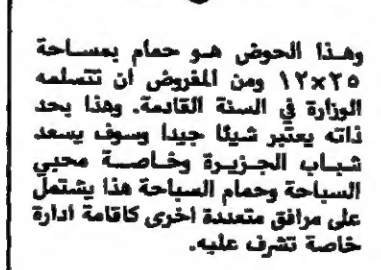 وهذا الحوض هو حمام بمساحة
٢٥×١٢ ومن المفروض ان تتسلمه
الوزارة في السنة القادمة. وهذا بحد
ذاته يعتبر شيئا جيدا وسوف يسعد
شباب الجزيرة وخاصة محبي
السباحة وحمام السباحة هذا يشتمل
على مرافق متعددة اخرى كاقامة ادارة
خاصة تشرف عليه.